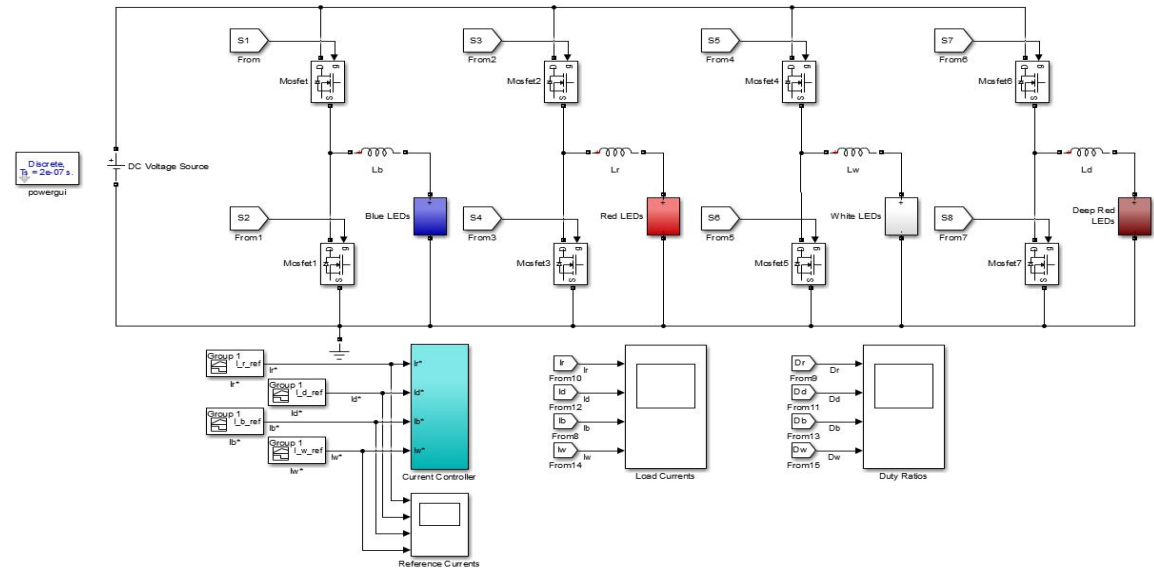 S1
From
S3
From2
S5
From4
S7
From6
g
D
S
Mosfet
g
D
S
Mosfet2
g
D
S
Mosfet4
g
D
S
Mosfet6
Discrete,
Ts = 2e-07 s.
powergui
+
DC Voltage Source
Lb
Lr
Lw
Ld
S2
From1
+
Blue LEDs
S4
From3
+
Red LEDs
S6
From5
+
White LEDs
S8
From7
+
Deep Red
LEDs
g
D
S
Mosfet1
g
D
S
Mosfet3
g
D
S
Mosfet5
g
D
S
Mosfet7
Group 1
I_r_ref
Ir*
Ir*
Group 1
I_d_ref
Id*
Id*
Group 1
I_b_ref
Ib*
Ib*
Group 1
I_w_ref
Iw*
Iw*
Ir*
Id*
Ib*
Iw*
Current Controller
Reference Currents
Ir
From10
Ir
Id
From12
Id
Ib
From8
Ib
Iw
From14
Iw
Load Currents
Dr
From9
Dr
Dd
From11
Dd
Db
From13
Db
Dw
From15
Dw
Duty Ratios